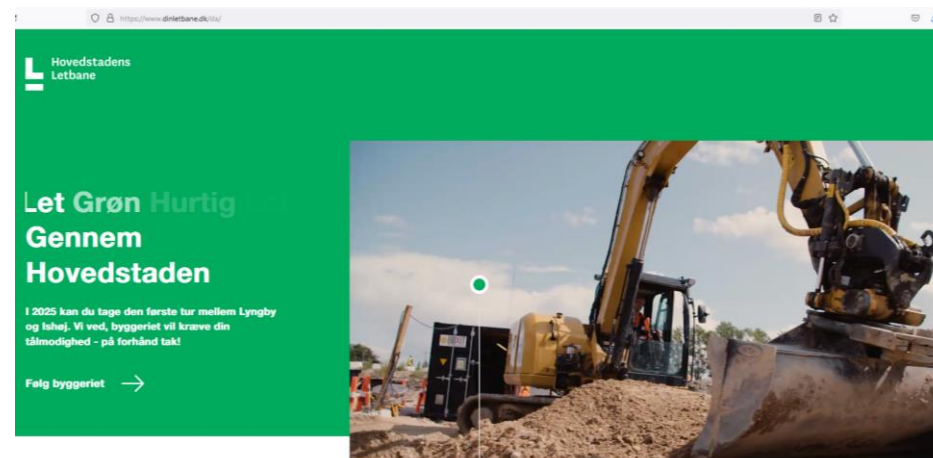 https://www.dinletbane.dk/da/
Hovedstadens
Letbane
Let Grøn Hurtig
Gennem
Hovedstaden
I 2025 kan du tage den første tur mellem Lyngby
og Ishøj. Vi ved, byggeriet vil kræve din
tålmodighed - på forhånd tak!
Følg byggeriet